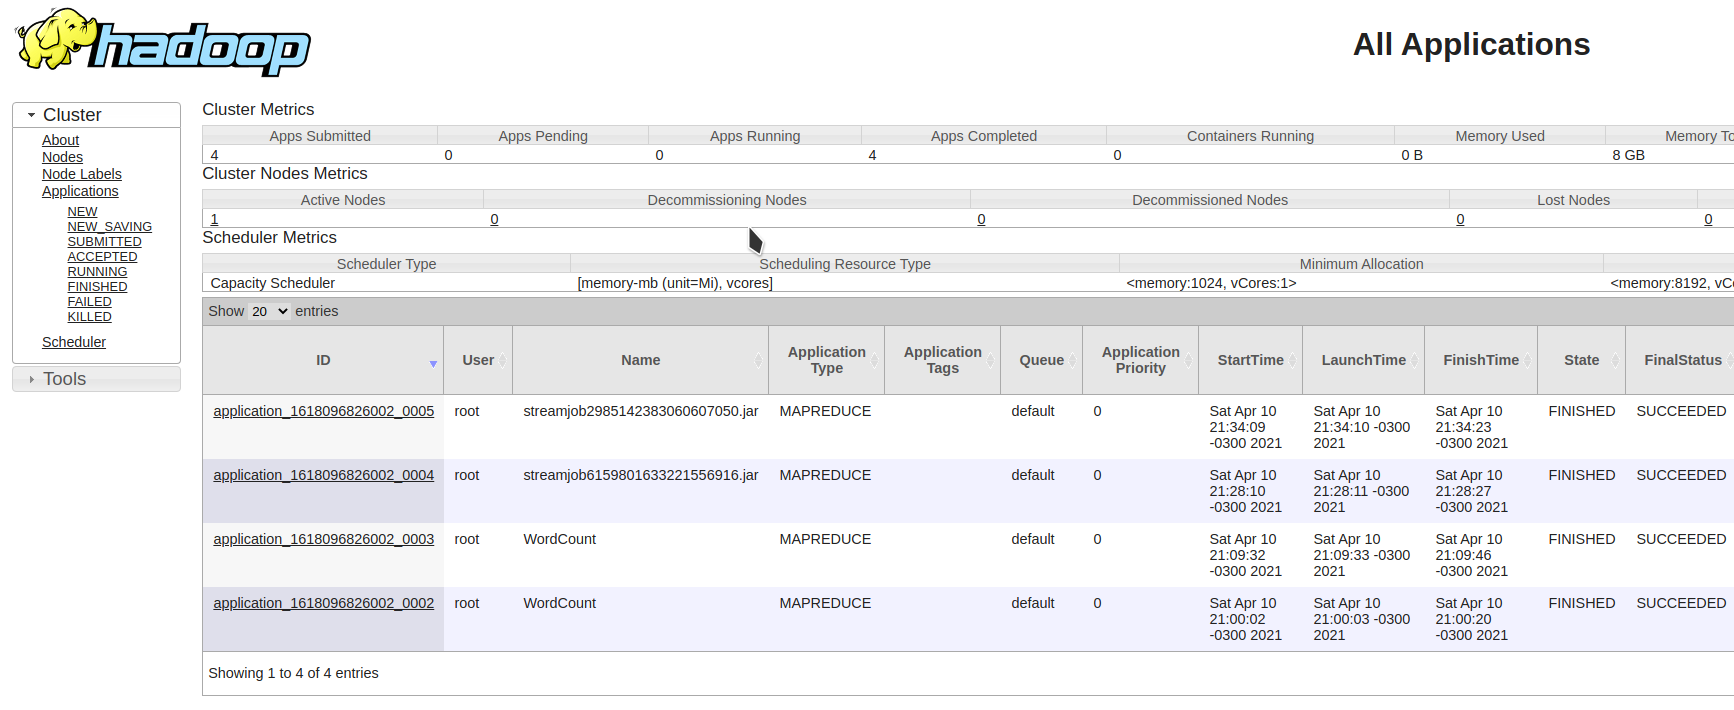 hadoop
All Applications
Cluster
About
Nodes
Node Labels
Applications
NEW
NEW_SAVING
SUBMITTED
ACCEPTED
RUNNING
FINISHED
FAILED
KILLED
Scheduler
Tools
Cluster Metrics
Apps Submitted Apps Pending Apps Running Apps Completed Containers Running Memory Used Memory To
4 0 0 4 0 0 B 8 GB
Cluster Nodes Metrics
Active Nodes Decommissioning Nodes Decommissioned Nodes Lost Nodes
1 0 0 0 0
Scheduler Metrics
Scheduler Type Scheduling Resource Type Minimum Allocation
Capacity Scheduler [memory-mb (unit=Mi), vcores] <memory:1024, vCores:1> <memory:8192, vCo
Show 20 entries
ID User Name Application Type Application Tags Queue Application Priority StartTime LaunchTime FinishTime State FinalStatus
application_1618096826002_0005 root streamjob2985142383060607050.jar MAPREDUCE default 0 Sat Apr 10 Sat Apr 10 Sat Apr 10 FINISHED SUCCEEDED
21:34:09 21:34:10 -0300 21:34:23
-0300 2021 2021 -0300 2021
application_1618096826002_0004 root streamjob6159801633221556916.jar MAPREDUCE default 0 Sat Apr 10 Sat Apr 10 Sat Apr 10 FINISHED SUCCEEDED
21:28:10 21:28:11 -0300 21:28:27
-0300 2021 2021 -0300 2021
application_1618096826002_0003 root WordCount MAPREDUCE default 0 Sat Apr 10 Sat Apr 10 Sat Apr 10 FINISHED SUCCEEDED
21:09:32 21:09:33 -0300 21:09:46
-0300 2021 2021 -0300 2021
application_1618096826002_0002 root WordCount MAPREDUCE default 0 Sat Apr 10 Sat Apr 10 Sat Apr 10 FINISHED SUCCEEDED
21:00:02 21:00:03 -0300 21:00:20
-0300 2021 2021 -0300 2021
Showing 1 to 4 of 4 entries